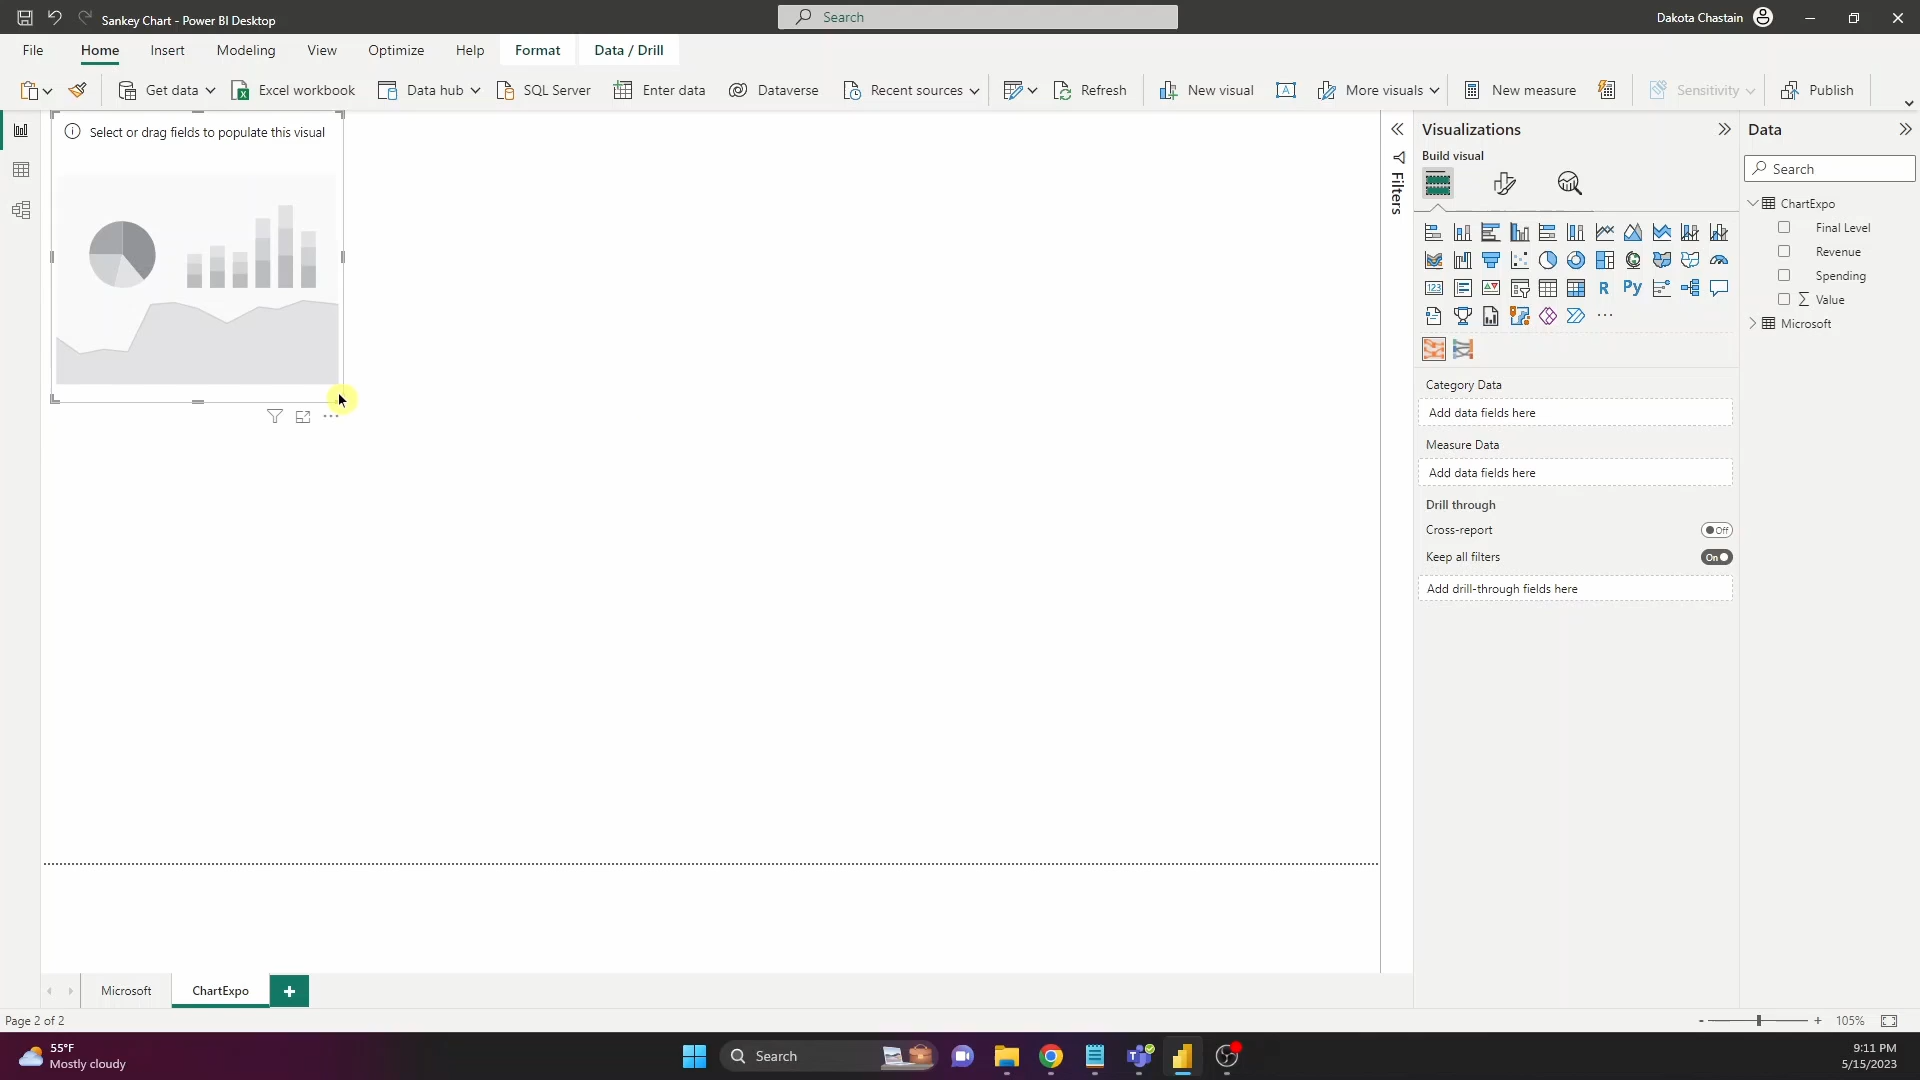 Sankey Chart - Power BI Desktop
Search
Dakota Chastain
File Home Insert Modeling View Optimize Help Format Data / Drill
Get data Excel workbook Data hub SQL Server Enter data Dataverse Recent sources Refresh New visual More visuals New measure Sensitivity Publish
Select or drag fields to populate this visual
Filters
Visualizations
Build visual
123
R
Py
Category Data
Add data fields here
Measure Data
Add data fields here
Drill through
Cross-report
Off
Keep all filters
On
Add drill-through fields here
Data
Search
ChartExpo
Final Level
Revenue
Spending
Σ Value
Microsoft
Microsoft
ChartExpo
Page 2 of 2
105%
55°F
Mostly cloudy
Search
9:11 PM
5/15/2023